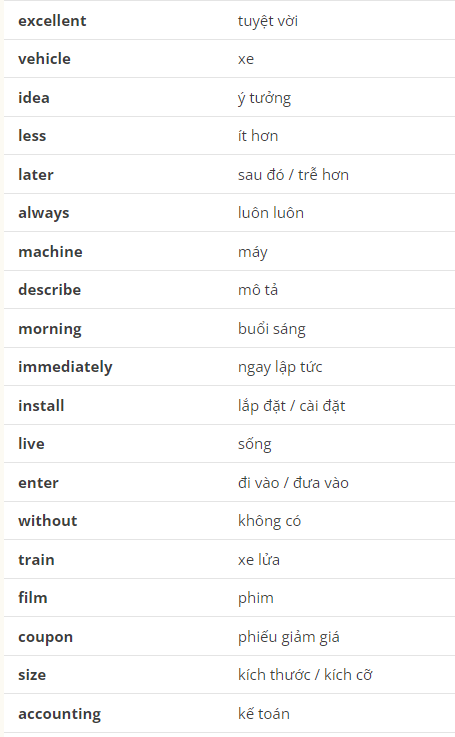 excellent tuyệt vời
vehicle xe
idea ý tưởng
less ít hơn
later sau đó / trễ hơn
always luôn luôn
machine máy
describe mô tả
morning buổi sáng
immediately ngay lập tức
install lắp đặt / cài đặt
live sống
enter đi vào / đưa vào
without không có
train xe lửa
film phim
coupon phiếu giảm giá
size kích thước / kích cỡ
accounting kế toán